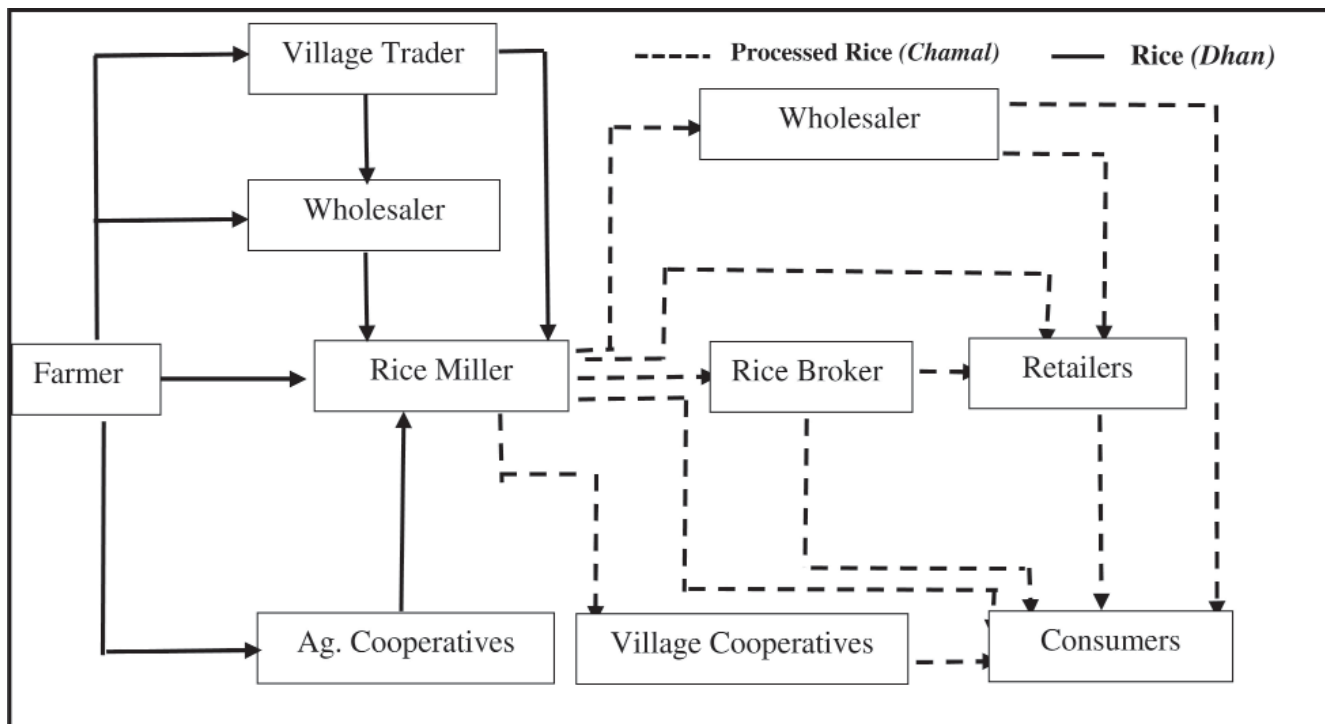 Village Trader
Processed Rice (Chamal)
Rice (Dhan)
Wholesaler
Wholesaler
Farmer
Rice Miller
Rice Broker
Retailers
Ag. Cooperatives
Village Cooperatives
Consumers